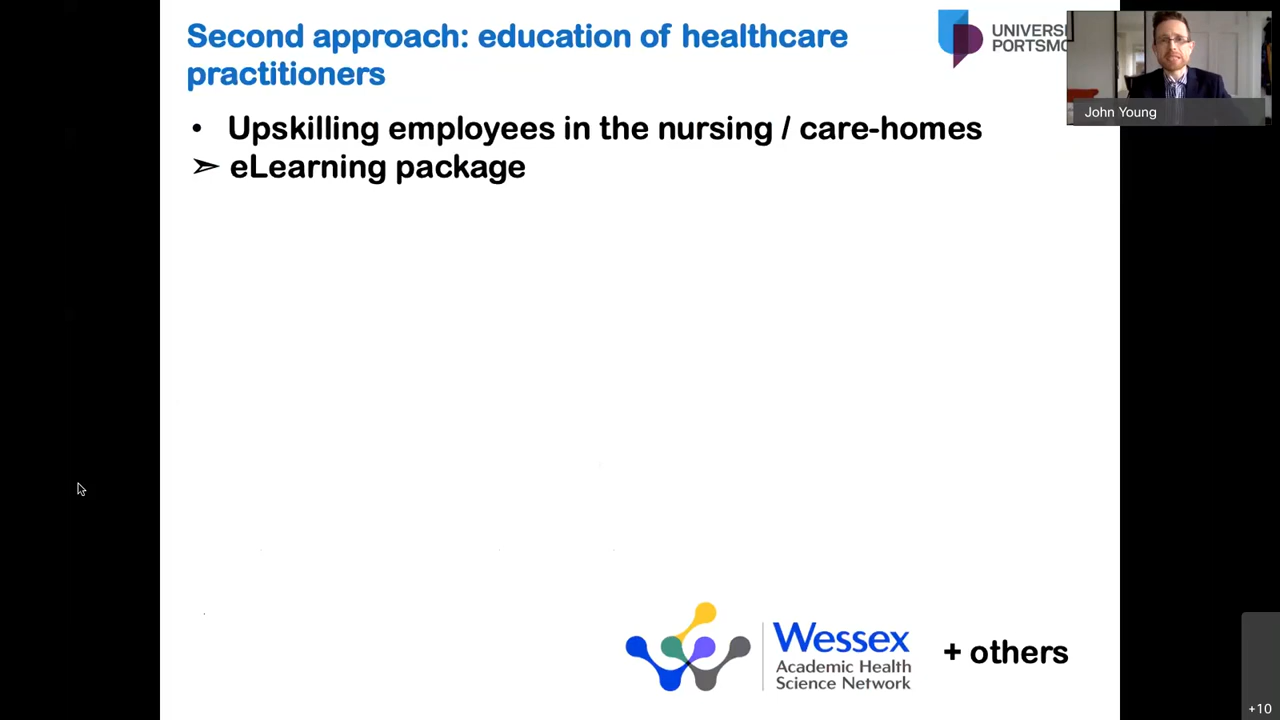 Second approach: education of healthcare
practitioners
• Upskilling employees in the nursing / care-homes
➢ eLearning package
UNIVERSI
PORTSMO
John Young
Wessex
Academic Health
Science Network
+ others
+10